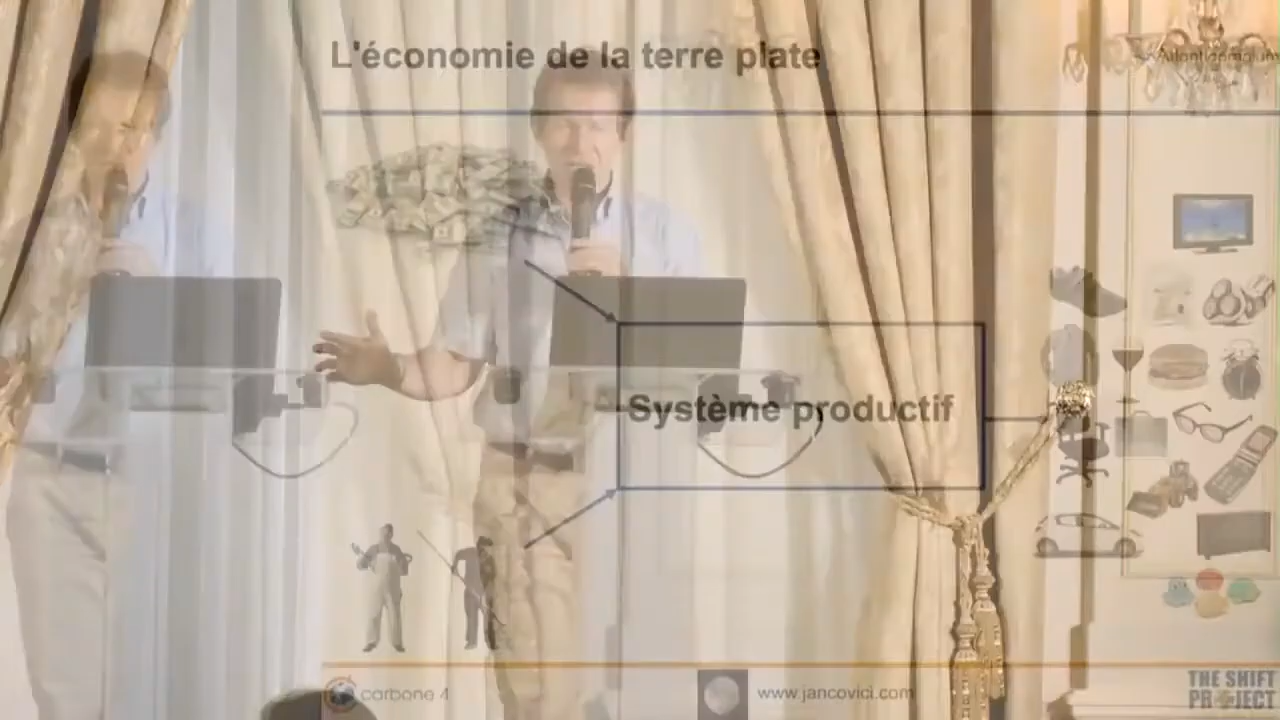 L'économie de la terre plate
Système productif
carbone 4
www.jancovici.com
THE SHIFT
PROJECT